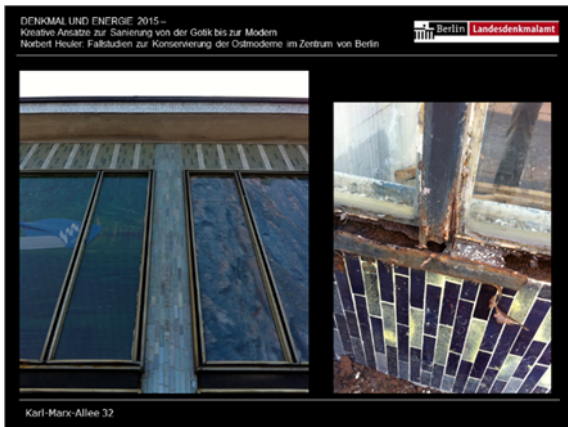 DENKMAL UND ENERGIE 2015 –
Kreative Ansätze zur Sanierung von der Gotik bis zur Modern
Norbert Heuler: Fallstudien zur Konservierung der Ostmoderne im Zentrum von Berlin
Berlin Landesdenkmalamt
Karl-Marx-Allee 32